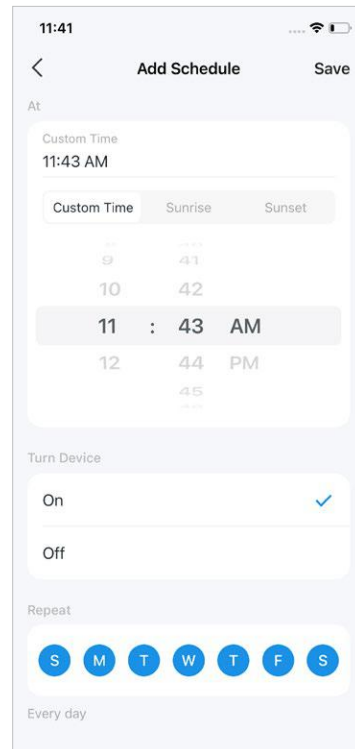 11:41
Add Schedule Save
At
Custom Time
11:43 AM
Custom Time Sunrise Sunset
9 41
10 42
11 : 43 AM
12 44 PM
45
Turn Device
On
Off
Repeat
S M T W T F S
Every day